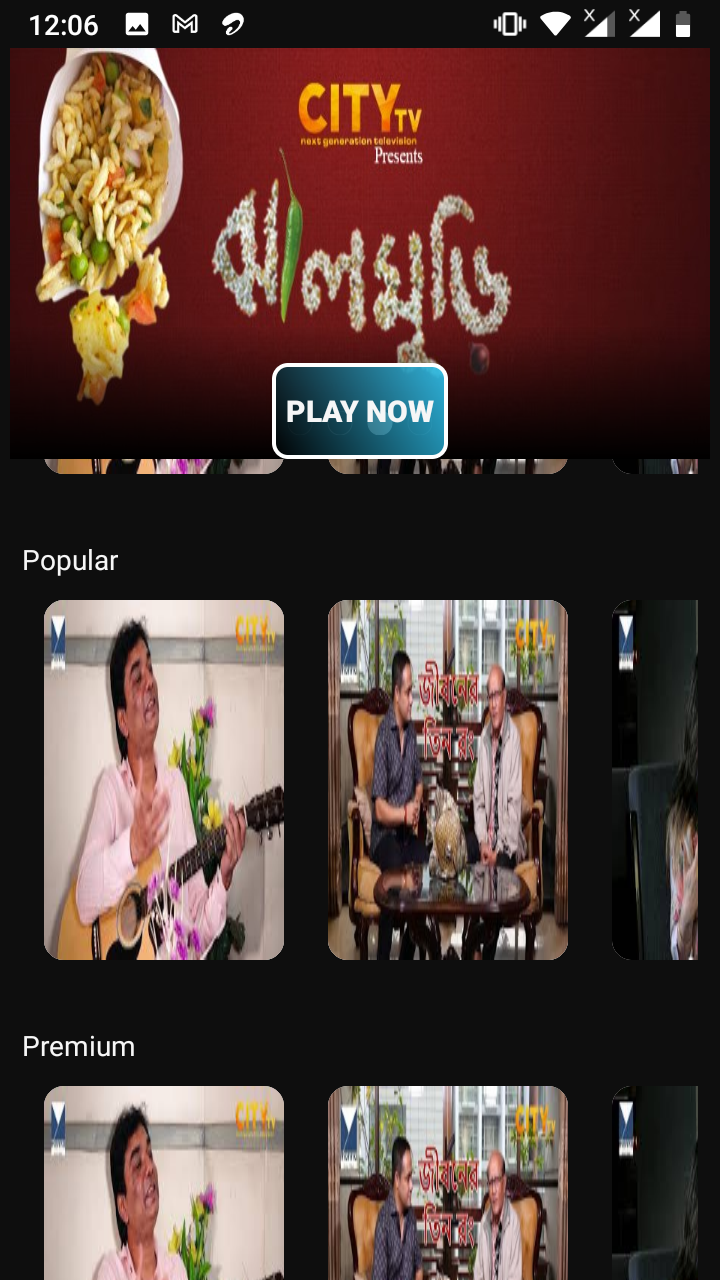 12:06
CITY TV
next generation television
Presents
ঝালমুড়ি
PLAY NOW
Popular
CITY TV
CITY TV
জীবনের
তিন রং
Premium
CITY TV
CITY TV
জীবনের
তিন রং